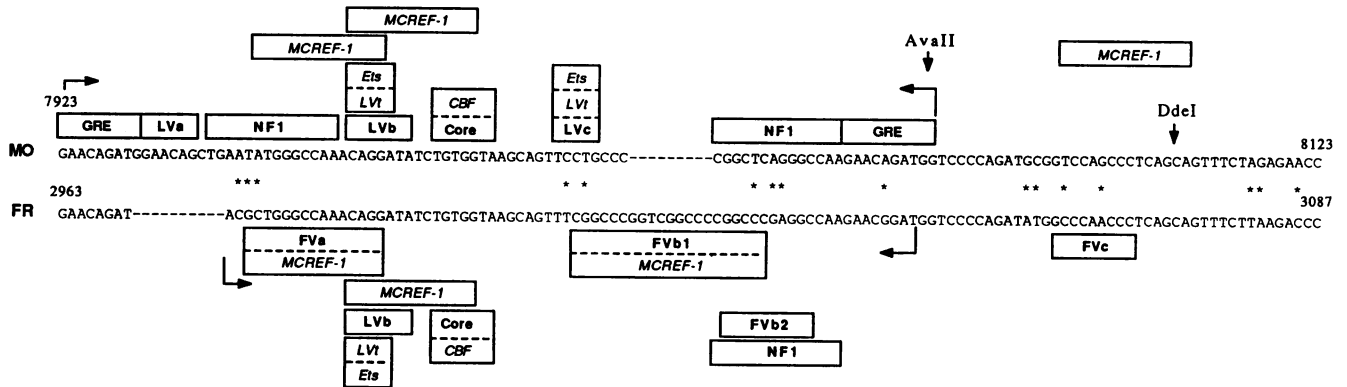 MCREF-1
MCREF-1
AvaII
MCREF-1
Ets
LVt
CBF
Ets
LVt
DdeI
7923
GRE LVa NF1 LVb Core LVc NF1 GRE
8123
MO GAACAGATGGAACAGCTGAATATGGGCCAAACAGGATATCTGTGGTAAGCAGTTCCTGCCC---------CGGCTCAGGGCCAAGAACAGATGGTCCCCAGATGCGGTCCAGCCCTCAGCAGTTTCTAGAGAACC
*** * * * ** * ** * * ** *
2963
3087
FR GAACAGAT----------ACGCTGGGCCAAACAGGATATCTGTGGTAAGCAGTTTCGGCCCGGTCGGCCCCGGCCCGAGGCCAAGAACGGATGGTCCCCAGATATGGCCCAACCCTCAGCAGTTTCTTAAGACCC
FVa FVb1 FVc
MCREF-1 MCREF-1
MCREF-1
LVb Core FVb2
LVt CBF NF1
Ets